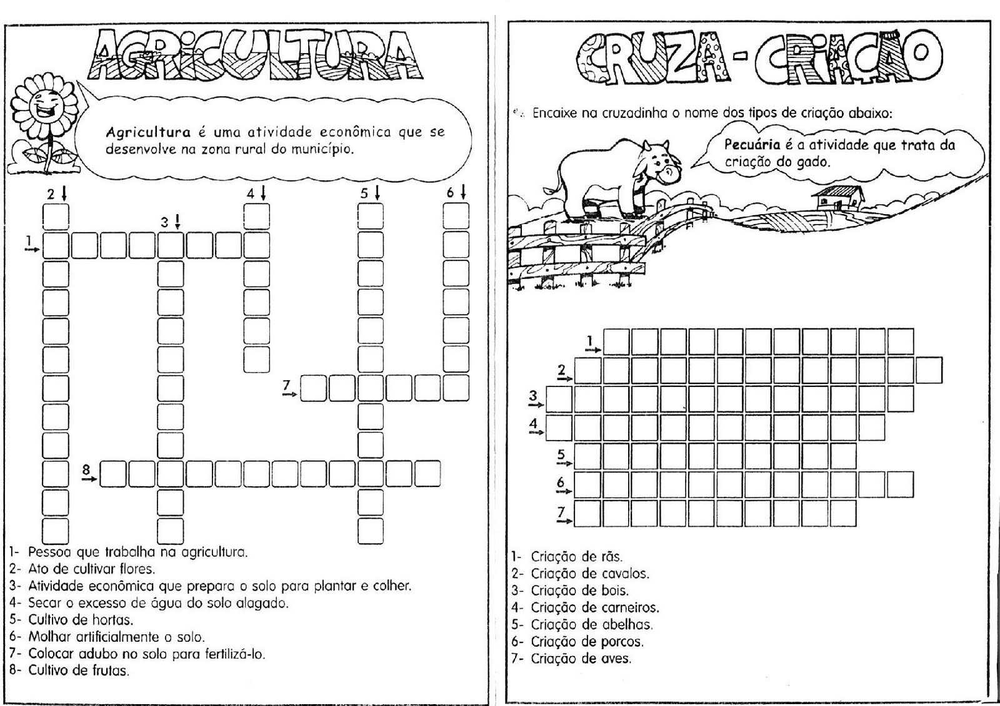 AGRICULTURA
Agricultura é uma atividade econômica que se
desenvolve na zona rural do município.
2
4
5
6
3
1
7
8
1- Pessoa que trabalha na agricultura.
2- Ato de cultivar flores.
3- Atividade econômica que prepara o solo para plantar e colher.
4- Secar o excesso de água do solo alagado.
5- Cultivo de hortas.
6- Molhar artificialmente o solo.
7- Colocar adubo no solo para fertilizá-lo.
8- Cultivo de frutas.
CRUZA-CRIAÇÃO
Encaixe na cruzadinha o nome dos tipos de criação abaixo:
Pecuária é a atividade que trata da
criação do gado.
1
2
3
4
5
6
7
1- Criação de rãs.
2- Criação de cavalos.
3- Criação de bois.
4- Criação de carneiros.
5- Criação de abelhas.
6- Criação de porcos.
7- Criação de aves.